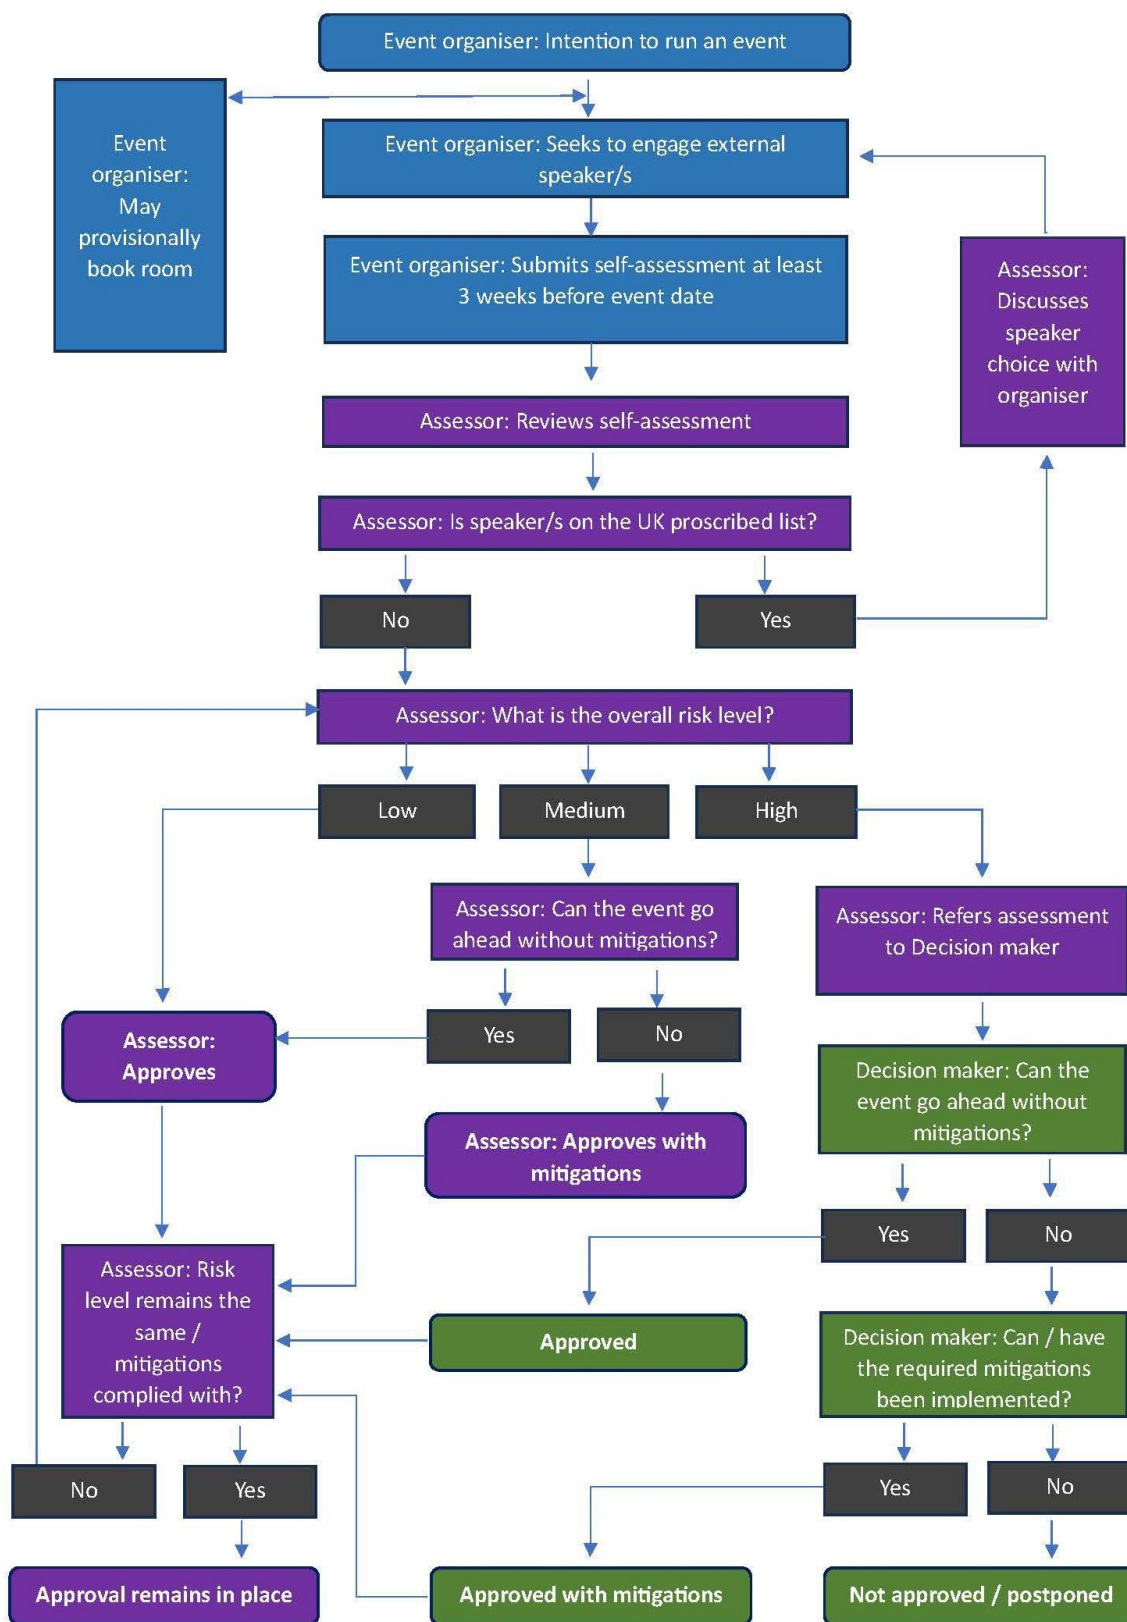 Event organiser: Intention to run an event
Event
organiser:
May
provisionally
book room
Event organiser: Seeks to engage external
speaker/s
Event organiser: Submits self-assessment at least
3 weeks before event date
Assessor:
Discusses
speaker
choice with
organiser
Assessor: Reviews self-assessment
Assessor: Is speaker/s on the UK proscribed list?
No
Yes
Assessor: What is the overall risk level?
Low
Medium
High
Assessor: Can the event go
ahead without mitigations?
Assessor: Refers assessment
to Decision maker
Yes
No
Assessor:
Approves
Decision maker: Can the
event go ahead without
mitigations?
Assessor: Approves with
mitigations
Yes
No
Assessor: Risk
level remains the
same /
mitigations
complied with?
Approved
Decision maker: Can / have
the required mitigations
been implemented?
No
Yes
Yes
No
Approval remains in place
Approved with mitigations
Not approved / postponed